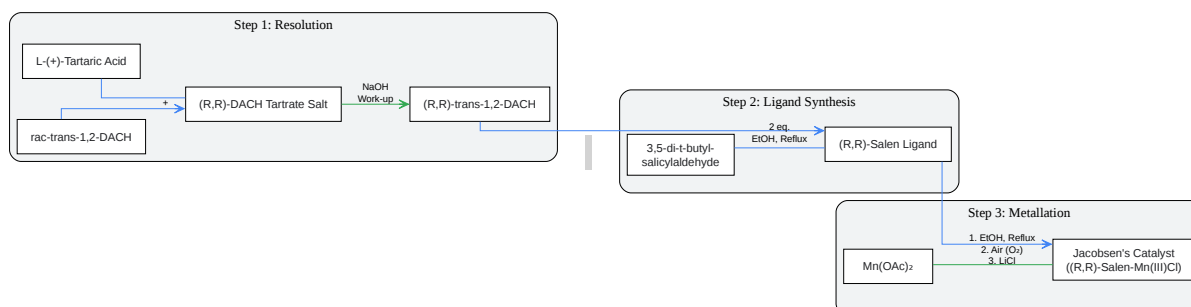 Step 1: Resolution
L-(+)-Tartaric Acid
+
rac-trans-1,2-DACH
(R,R)-DACH Tartrate Salt
NaOH
Work-up
(R,R)-trans-1,2-DACH
Step 2: Ligand Synthesis
3,5-di-t-butyl-
salicylaldehyde
2 eq.
EtOH, Reflux
(R,R)-Salen Ligand
Step 3: Metallation
Mn(OAc)₂
1. EtOH, Reflux
2. Air (O₂)
3. LiCl
Jacobsen's Catalyst
((R,R)-Salen-Mn(III)Cl)